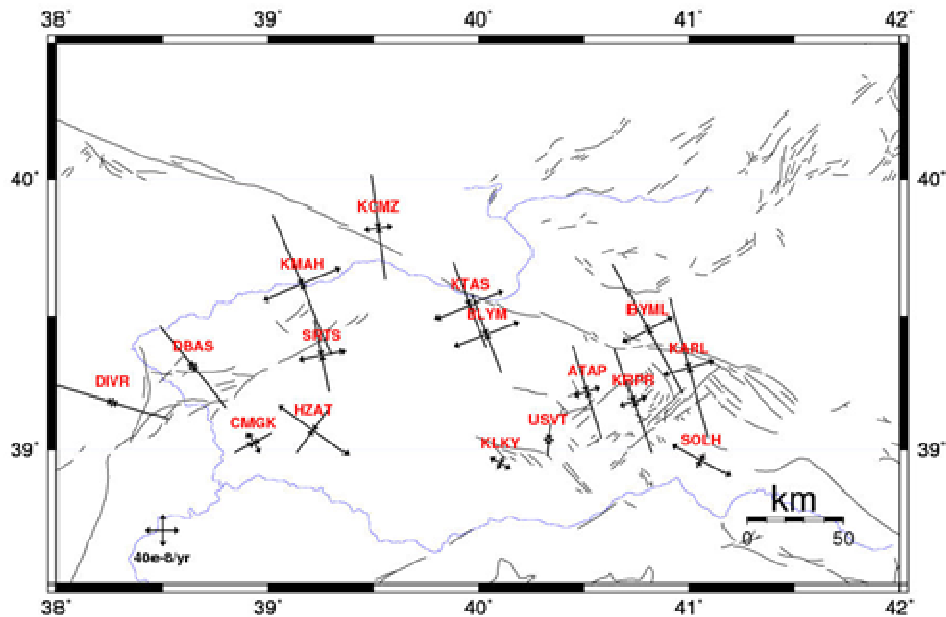 38° 39° 40° 41° 42°
40° 40°
KCMZ
KMAH
KTAS
ELYM
BYML
SRTS
KARL
DBAS
ATAP
KBPR
DIVR
HZAT
CMGK
USVT
KLKY
SOLH
39° 39°
km
0 50
40e-8/yr
38° 39° 40° 41° 42°